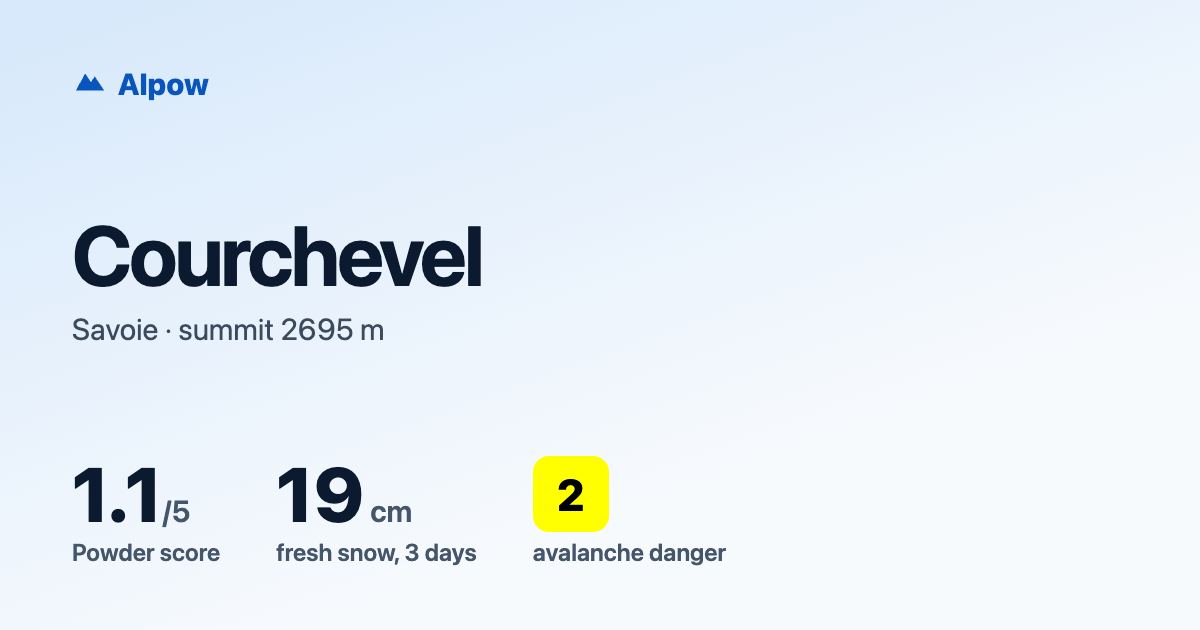 Alpow
Courchevel
Savoie · summit 2695 m
1.1/5
Powder score
19 cm
fresh snow, 3 days
2
avalanche danger